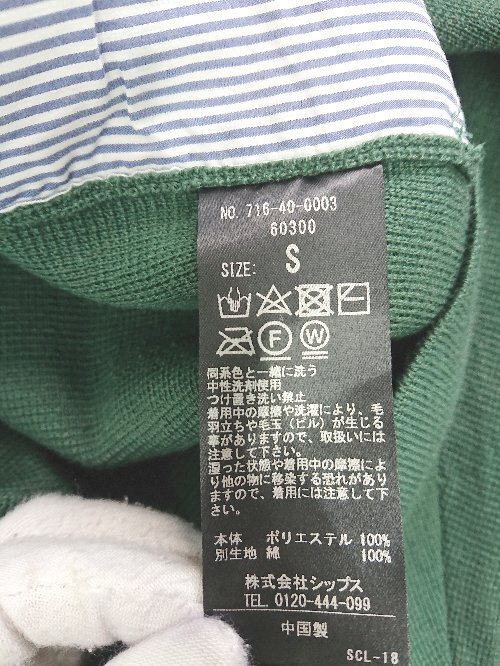 NO. 716-40-0003
60300
SIZE: S
F W
同系色と一緒に洗う
中性洗剤使用
つけ置き洗い禁止
着用中の摩擦や洗濯により、毛
羽立ちや毛玉(ピル)が生じる
事がありますので、取扱いには
注意して下さい。
湿った状態や着用中の摩擦によ
り他の物に移染する恐れがあり
ますので、着用には注意して下
さい。
本体 ポリエステル 100%
別生地 綿 100%
株式会社シップス
TEL. 0120-444-099
中国製
SCL-18